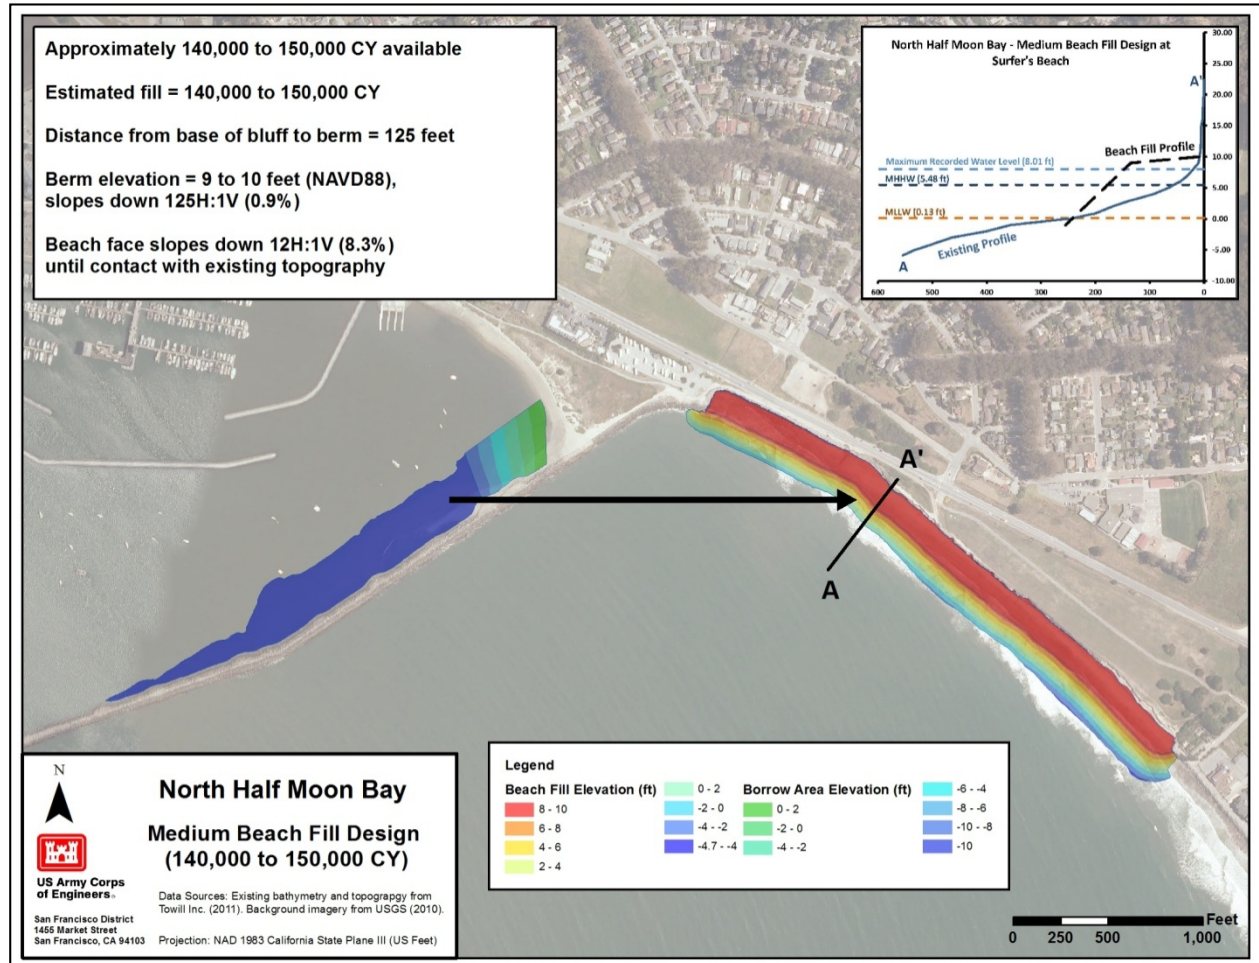 Approximately 140,000 to 150,000 CY available
Estimated fill = 140,000 to 150,000 CY
Distance from base of bluff to berm = 125 feet
Berm elevation = 9 to 10 feet (NAVD88),
slopes down 125H:1V (0.9%)
Beach face slopes down 12H:1V (8.3%)
until contact with existing topography
North Half Moon Bay - Medium Beach Fill Design at
Surfer's Beach
30.00
25.00
20.00
15.00
10.00
5.00
0.00
-5.00
-10.00
A'
Beach Fill Profile
Maximum Recorded Water Level (8.01 ft)
MHHW (5.48 ft)
MLLW (0.13 ft)
Existing Profile
A
600 500 400 300 200 100 0
A'
A
N
US Army Corps
of Engineers®
San Francisco District
1455 Market Street
San Francisco, CA 94103
North Half Moon Bay
Medium Beach Fill Design
(140,000 to 150,000 CY)
Data Sources: Existing bathymetry and topograpgy from
Towill Inc. (2011). Background imagery from USGS (2010).
Projection: NAD 1983 California State Plane III (US Feet)
Legend
Beach Fill Elevation (ft)
8 - 10
6 - 8
4 - 6
2 - 4
0 - 2
-2 - 0
-4 - -2
-4.7 - -4
Borrow Area Elevation (ft)
0 - 2
-2 - 0
-4 - -2
-6 - -4
-8 - -6
-10 - -8
-10
Feet
0 250 500 1,000